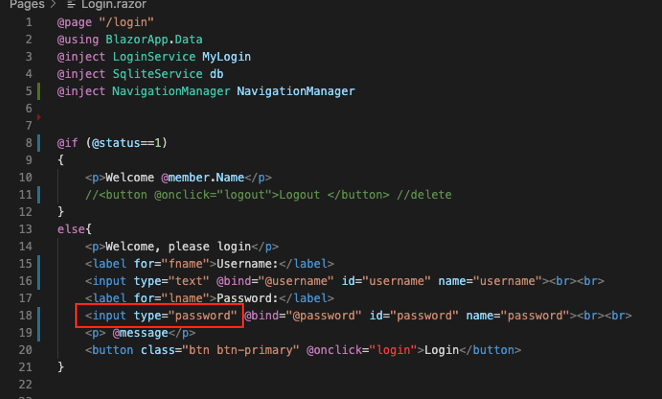 Pages > Login.razor
1 @page "/login"
2 @using BlazorApp.Data
3 @inject LoginService MyLogin
4 @inject SqliteService db
5 @inject NavigationManager NavigationManager
6
7
8 @if (@status==1)
9 {
10 <p>Welcome @member.Name</p>
11 //<button @onclick="logout">Logout </button> //delete
12 }
13 else{
14 <p>Welcome, please login</p>
15 <label for="fname">Username:</label>
16 <input type="text" @bind="@username" id="username" name="username"><br><br>
17 <label for="lname">Password:</label>
18 <input type="password" @bind="@password" id="password" name="password"><br><br>
19 <p> @message</p>
20 <button class="btn btn-primary" @onclick="login">Login</button>
21 }
22